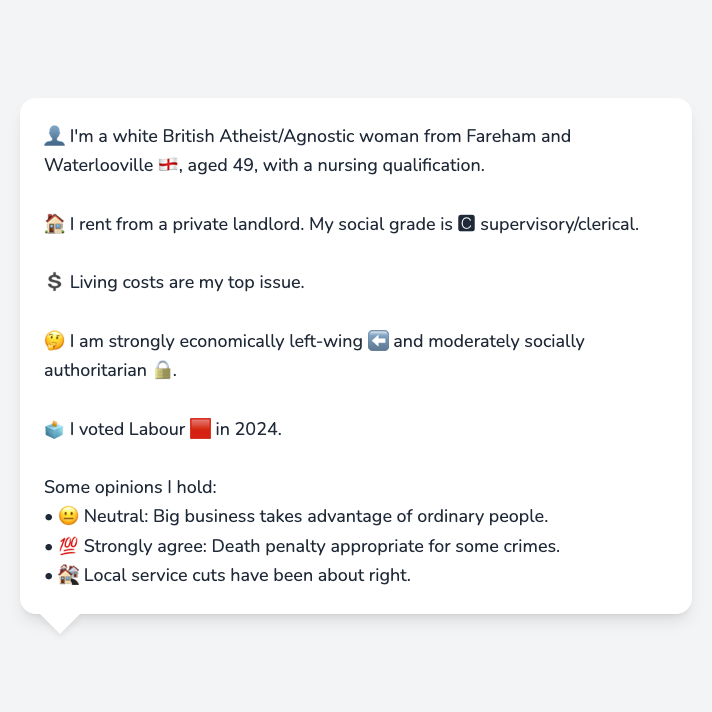 👤 I'm a white British Atheist/Agnostic woman from Fareham and
Waterlooville 🏴󠁧󠁢󠁥󠁮󠁧󠁿, aged 49, with a nursing qualification.
🏠 I rent from a private landlord. My social grade is 🅲 supervisory/clerical.
💲 Living costs are my top issue.
🤔 I am strongly economically left-wing ⬅️ and moderately socially
authoritarian 🔒.
🗳️ I voted Labour 🟥 in 2024.
Some opinions I hold:
• 😐 Neutral: Big business takes advantage of ordinary people.
• 💯 Strongly agree: Death penalty appropriate for some crimes.
• 🏘️ Local service cuts have been about right.